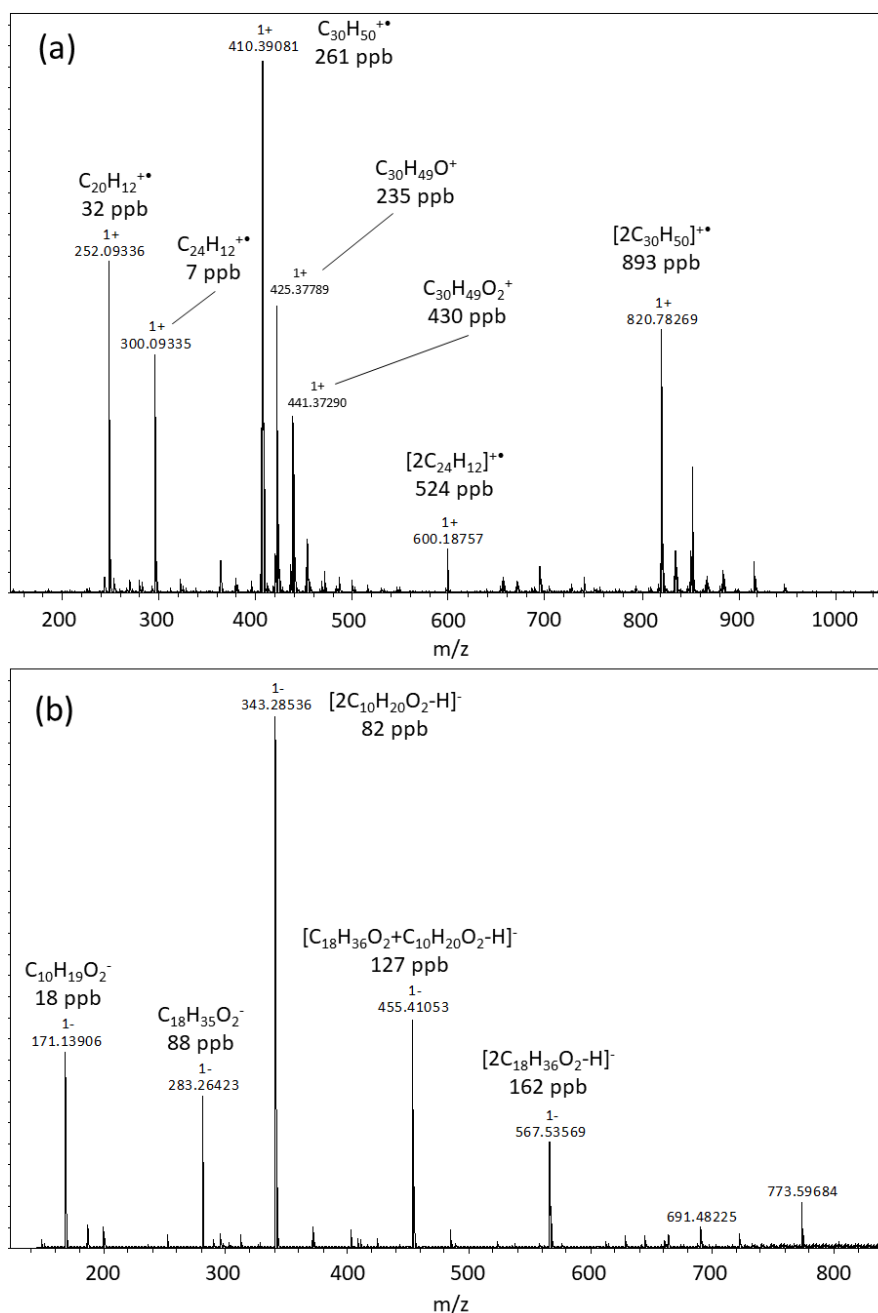 (a)
C₃₀H₅₀⁺•
261 ppb
1+
410.39081
C₂₀H₁₂⁺•
32 ppb
1+
252.09336
C₂₄H₁₂⁺•
7 ppb
1+
300.09335
C₃₀H₄₉O⁺
235 ppb
1+
425.37789
C₃₀H₄₉O₂⁺
430 ppb
1+
441.37290
[2C₂₄H₁₂]⁺•
524 ppb
1+
600.18757
[2C₃₀H₅₀]⁺•
893 ppb
1+
820.78269
200 300 400 500 600 700 800 900 1000
m/z
(b)
1-
343.28536
[2C₁₀H₂₀O₂-H]⁻
82 ppb
C₁₀H₁₉O₂⁻
18 ppb
1-
171.13906
C₁₈H₃₅O₂⁻
88 ppb
1-
283.26423
[C₁₈H₃₆O₂+C₁₀H₂₀O₂-H]⁻
127 ppb
1-
455.41053
[2C₁₈H₃₆O₂-H]⁻
162 ppb
1-
567.53569
691.48225
773.59684
200 300 400 500 600 700 800
m/z